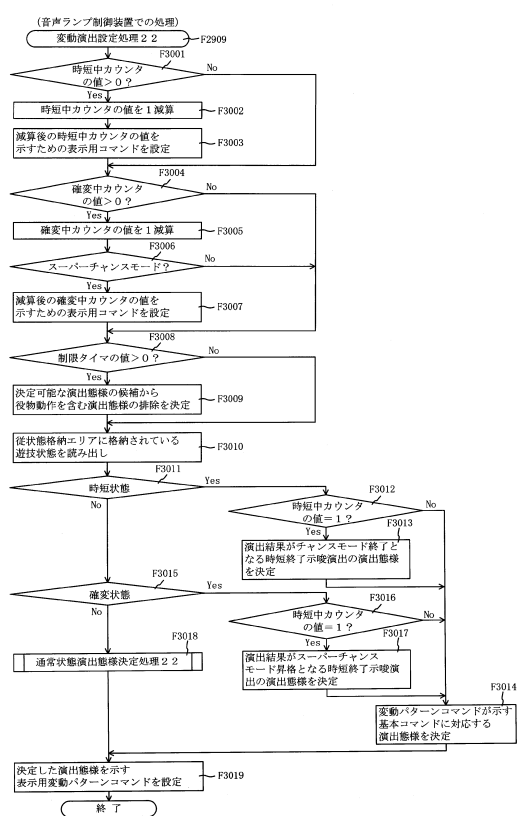 (音声ランプ制御装置での処理)
変動演出設定処理22
F2909
F3001
時短中カウンタ
の値>0?
No
Yes
時短中カウンタの値を1減算
F3002
減算後の時短中カウンタの値を
示すための表示用コマンドを設定
F3003
F3004
確変中カウンタ
の値>0?
No
Yes
確変中カウンタの値を1減算
F3005
F3006
スーパーチャンスモード?
No
Yes
減算後の確変中カウンタの値を
示すための表示用コマンドを設定
F3007
F3008
制限タイマの値>0?
No
Yes
決定可能な演出態様の候補から
役物動作を含む演出態様の排除を決定
F3009
従状態格納エリアに格納されている
遊技状態を読み出し
F3010
F3011
時短状態
Yes
No
F3012
時短中カウンタ
の値=1?
No
Yes
F3013
演出結果がチャンスモード終了と
なる時短終了示唆演出の演出態様
を決定
F3015
確変状態
Yes
No
F3016
時短中カウンタ
の値=1?
No
Yes
F3017
演出結果がスーパーチャンス
モード昇格となる時短終了示唆演
出の演出態様を決定
F3018
通常状態演出態様決定処理22
F3014
変動パターンコマンドが示す
基本コマンドに対応する
演出態様を決定
決定した演出態様を示す
表示用変動パターンコマンドを設定
F3019
終了